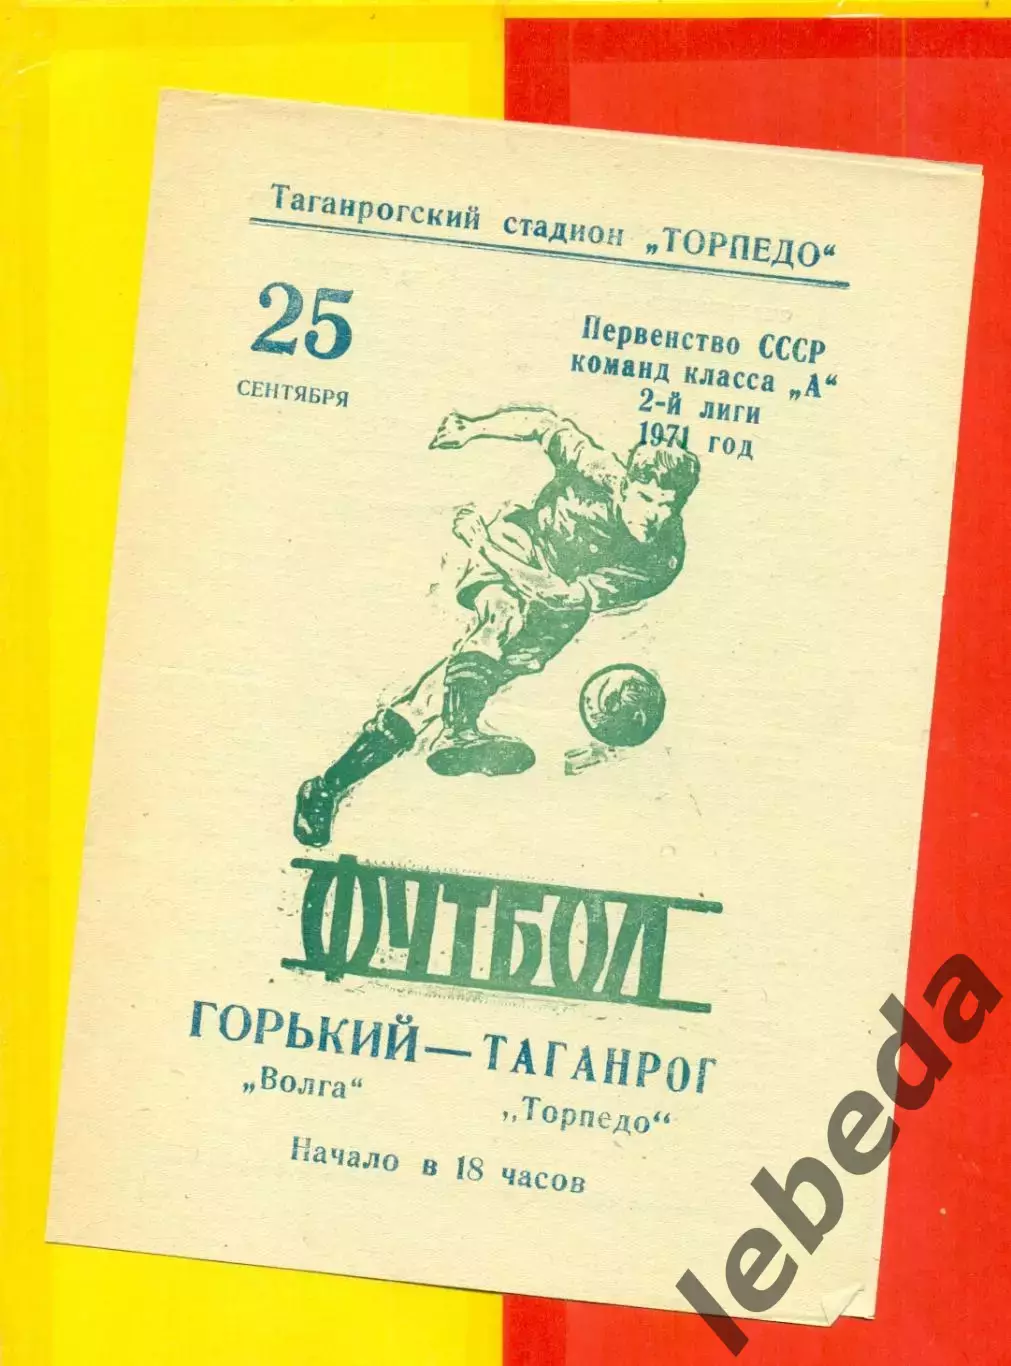 Таганрогский стадион „ТОРПЕДО“
25
СЕНТЯБРЯ
Первенство СССР
команд класса „А“
2-й лиги
1971 год
ФУТБОЛ
ГОРЬКИЙ—ТАГАНРОГ
„Волга“
„Торпедо“
Начало в 18 часов
lebeda